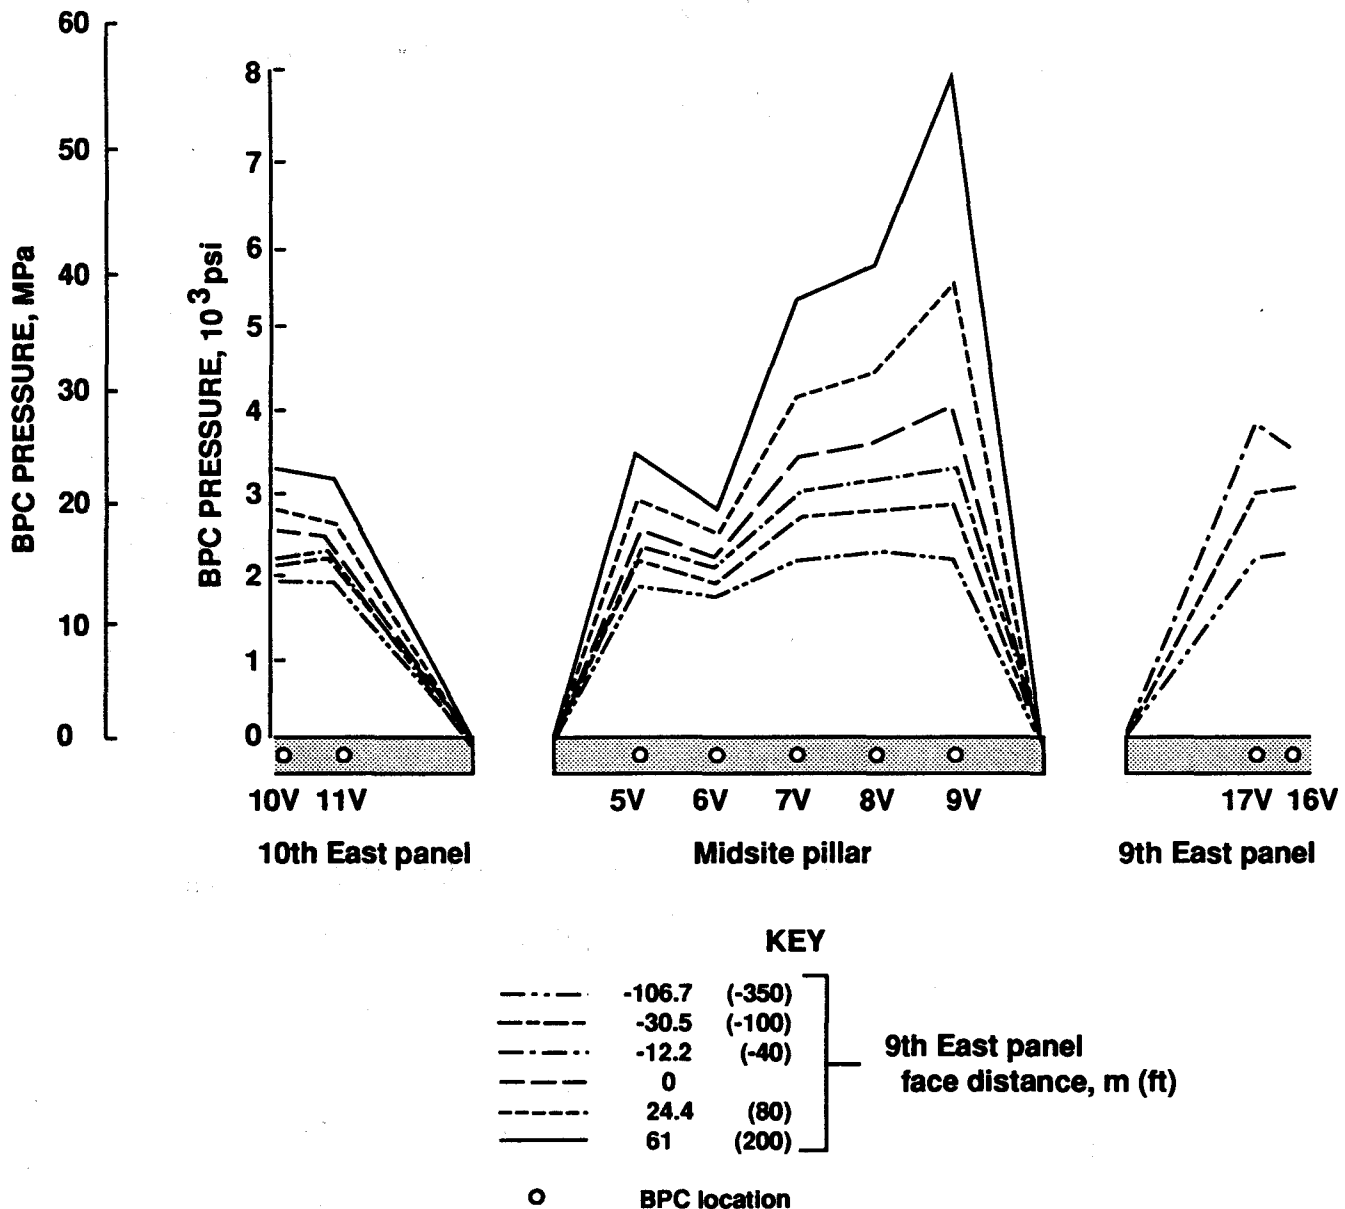 BPC PRESSURE, MPa
60
50
40
30
20
10
0
BPC PRESSURE, 10³ psi
8
7
6
5
4
3
2
1
0
10V 11V
5V 6V 7V 8V 9V
17V 16V
10th East panel
Midsite pillar
9th East panel
KEY
-106.7 (-350)
-30.5 (-100)
-12.2 (-40)
0
24.4 (80)
61 (200)
9th East panel
face distance, m (ft)
BPC location